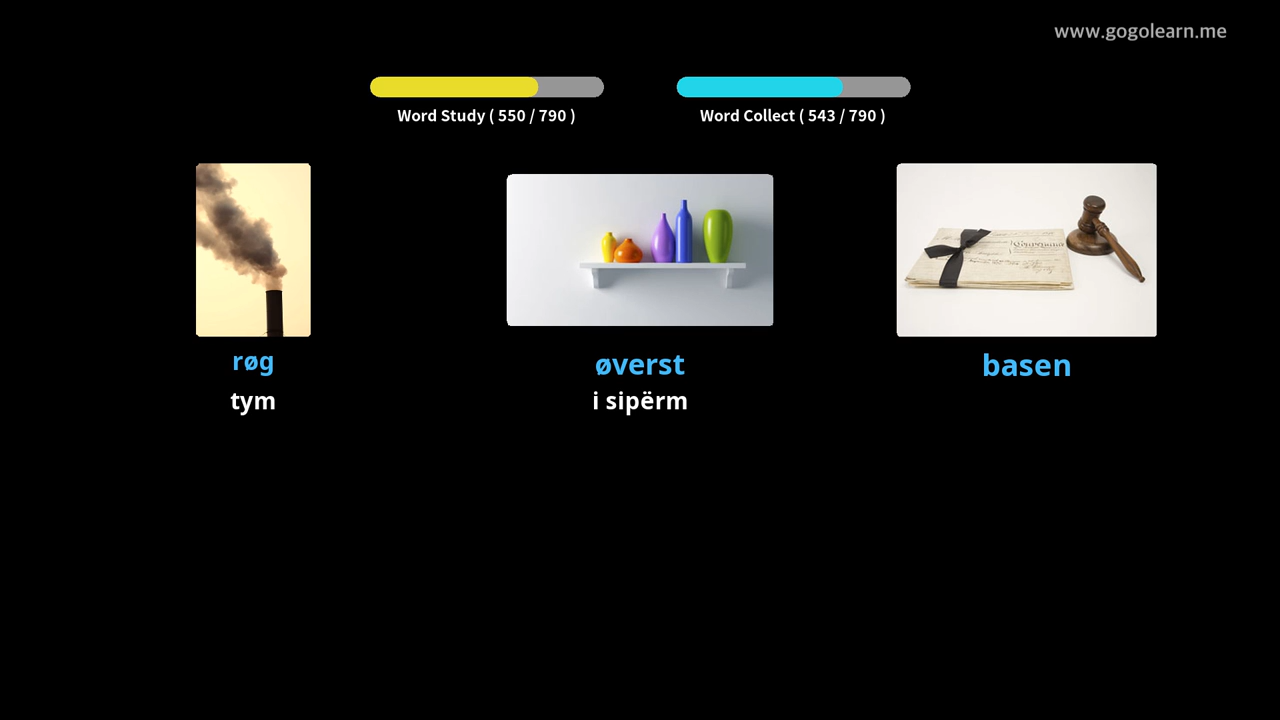 www.gogolearn.me
Word Study ( 550 / 790 )
Word Collect ( 543 / 790 )
røg
tym
øverst
i sipërm
basen